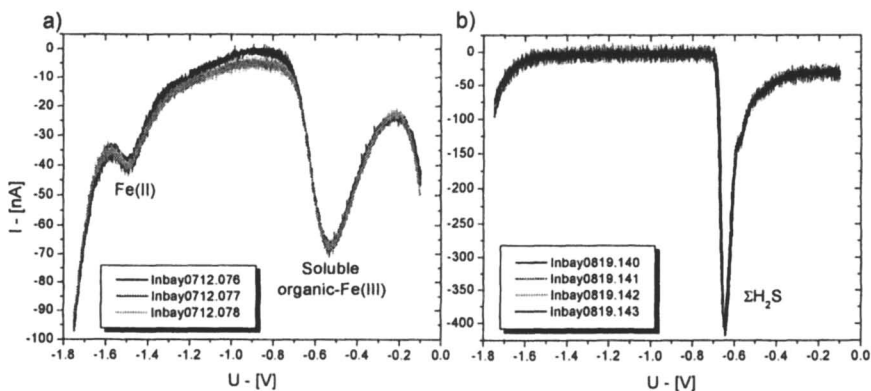 a)
5
0
-10
-20
-30
-40
-50
-60
-70
-80
-90
-100
I - [nA]
Fe(II)
Soluble
organic-Fe(III)
Inbay0712.076
Inbay0712.077
Inbay0712.078
-1.8 -1.6 -1.4 -1.2 -1.0 -0.8 -0.6 -0.4 -0.2 0.0
U - [V]
b)
0
-50
-100
-150
-200
-250
-300
-350
-400
ΣH₂S
Inbay0819.140
Inbay0819.141
Inbay0819.142
Inbay0819.143
-1.8 -1.6 -1.4 -1.2 -1.0 -0.8 -0.6 -0.4 -0.2 0.0
U - [V]